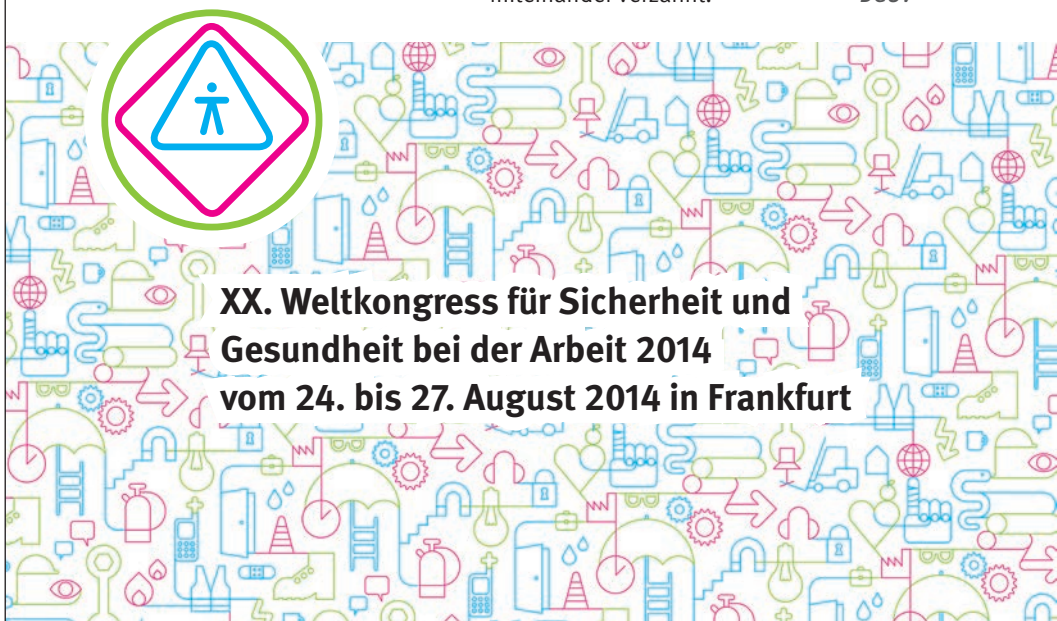 XX. Weltkongress für Sicherheit und
Gesundheit bei der Arbeit 2014
vom 24. bis 27. August 2014 in Frankfurt